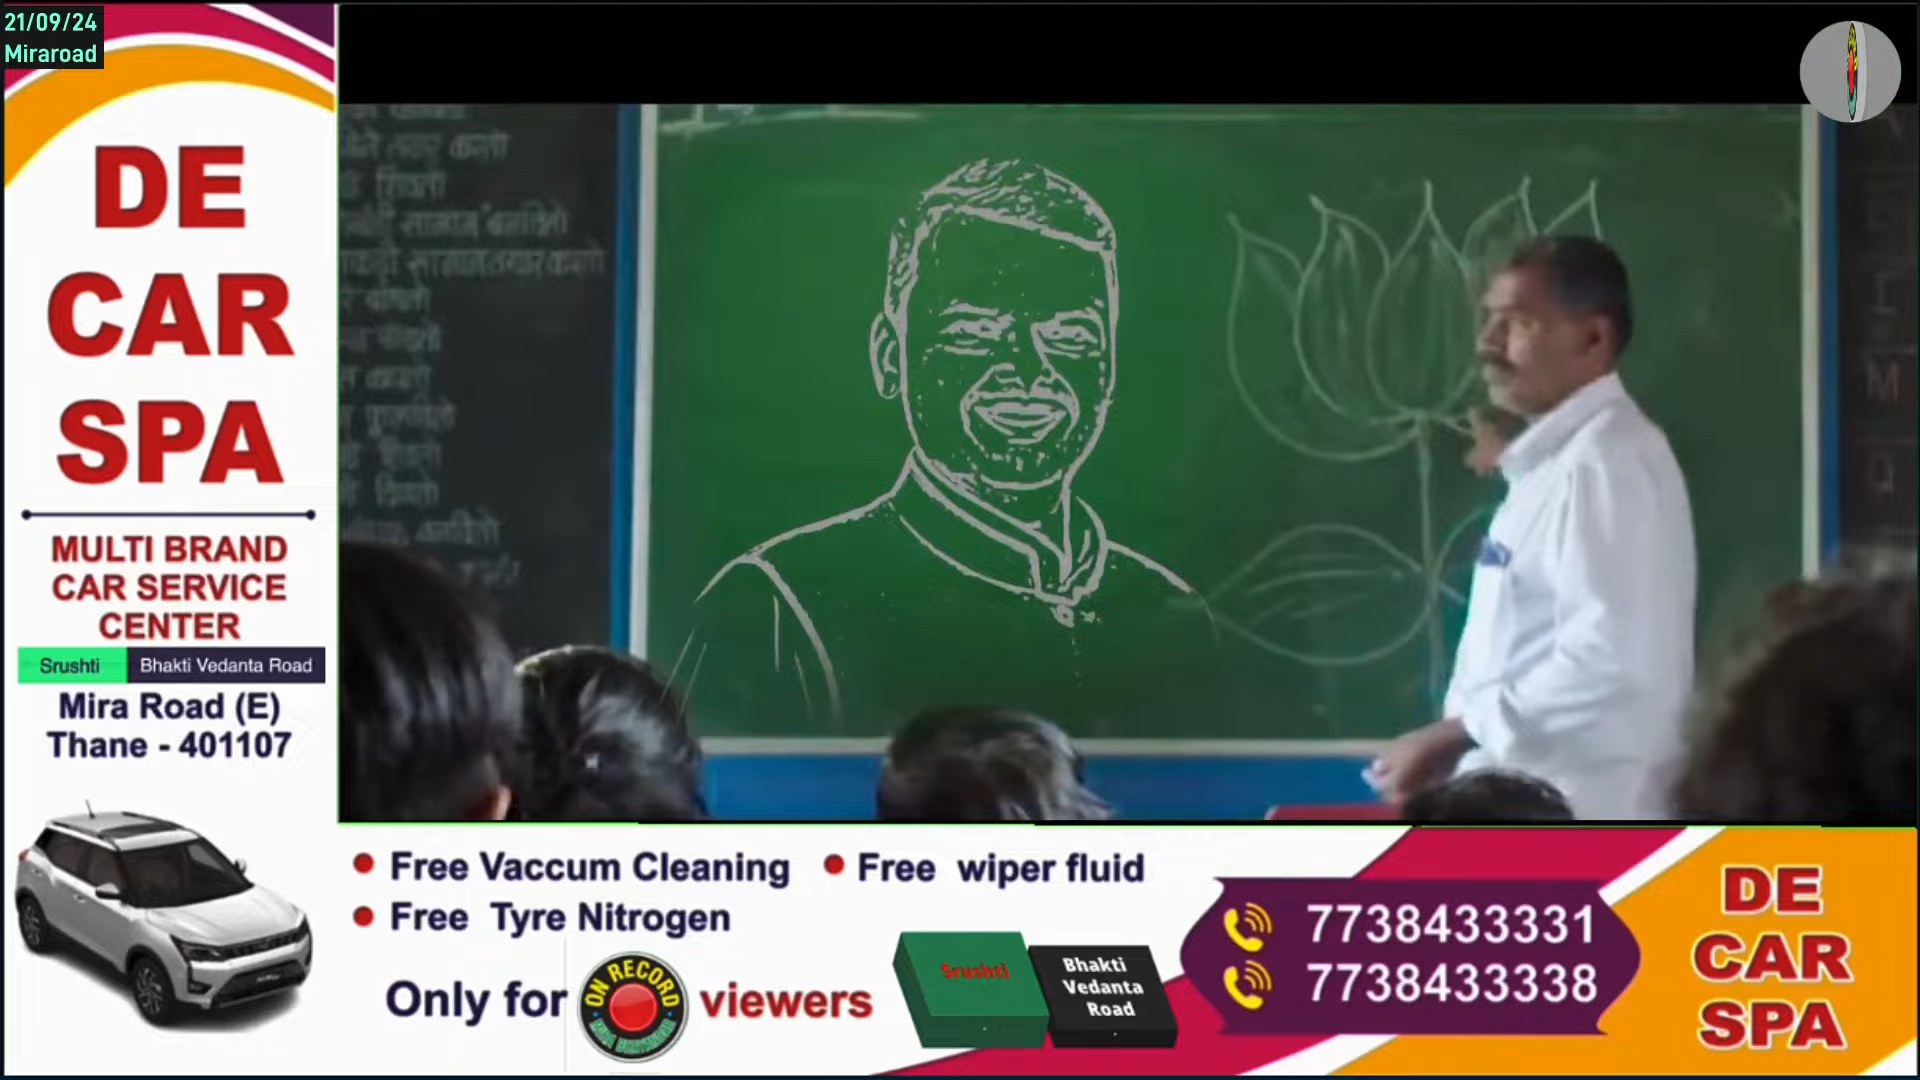 21/09/24
Miraroad
DE
CAR
SPA
MULTI BRAND
CAR SERVICE
CENTER
Srushti
Bhakti Vedanta Road
Mira Road (E)
Thane - 401107
सामान बनवितो
• Free Vaccum Cleaning
• Free wiper fluid
• Free Tyre Nitrogen
Only for
ON RECORD
viewers
Srushti
Bhakti
Vedanta
Road
7738433331
7738433338
DE
CAR
SPA